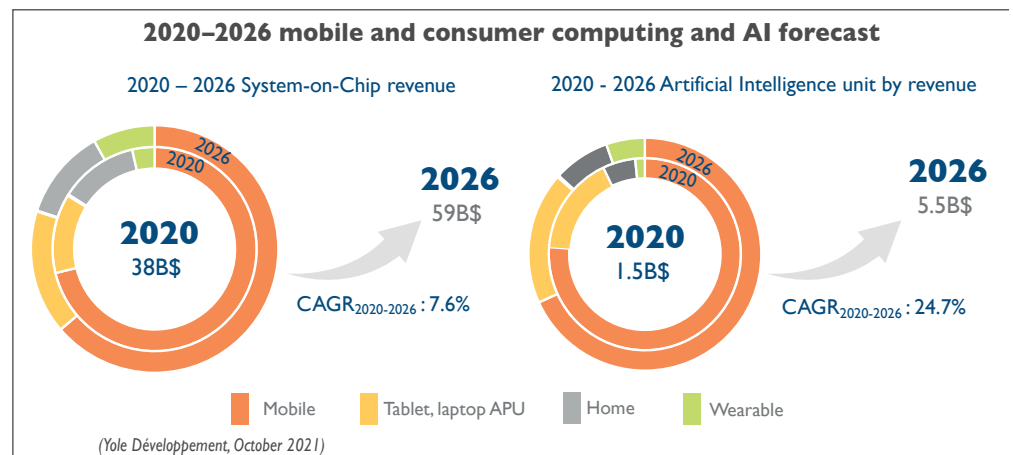 2020–2026 mobile and consumer computing and AI forecast
2020 – 2026 System-on-Chip revenue
2020 - 2026 Artificial Intelligence unit by revenue
2026
2020
2020
38B$
2026
59B$
CAGR2020-2026 : 7.6%
2026
2020
2020
1.5B$
2026
5.5B$
CAGR2020-2026 : 24.7%
Mobile
Tablet, laptop APU
Home
Wearable
(Yole Développement, October 2021)